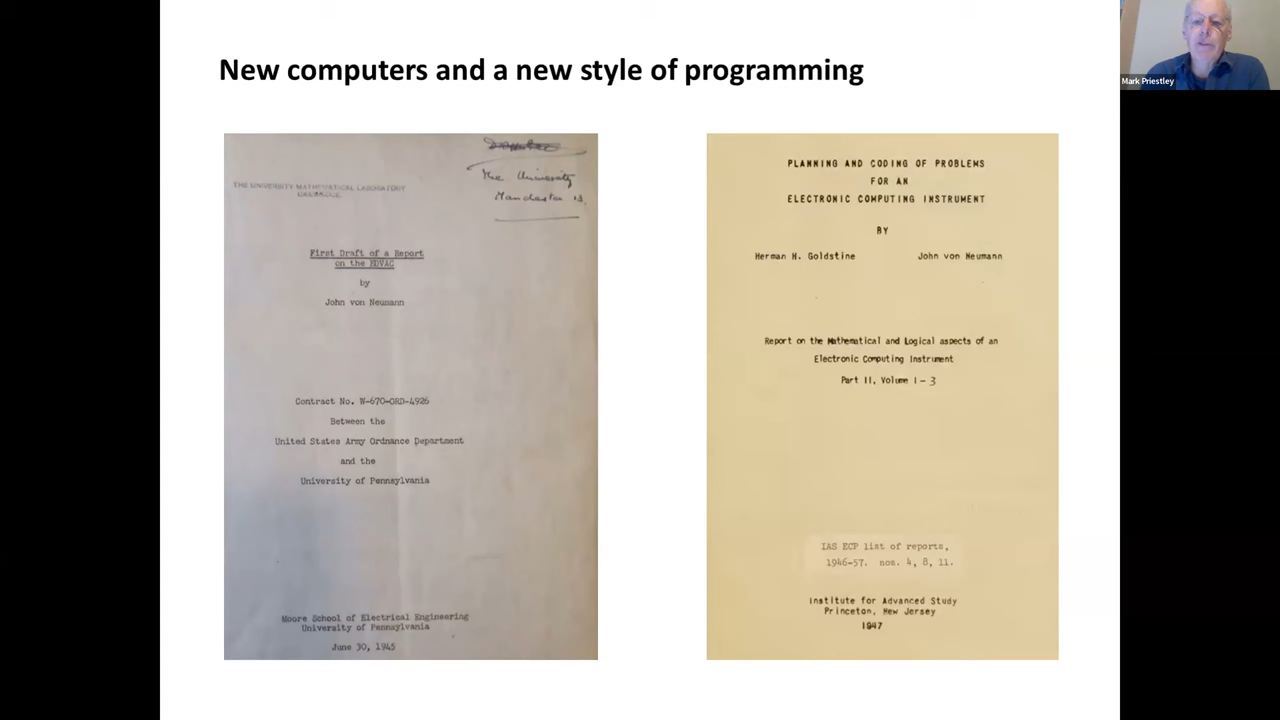 New computers and a new style of programming
Mark Priestley
The University
Manchester 13.
THE UNIVERSITY MATHEMATICAL LABORATORY
CAMBRIDGE.
First Draft of a Report
on the EDVAC
by
John von Neumann
Contract No. W-670-ORD-4926
Between the
United States Army Ordnance Department
and the
University of Pennsylvania
Moore School of Electrical Engineering
University of Pennsylvania
June 30, 1945
PLANNING AND CODING OF PROBLEMS
FOR AN
ELECTRONIC COMPUTING INSTRUMENT
BY
Herman H. Goldstine John von Neumann
Report on the Mathematical and Logical aspects of an
Electronic Computing Instrument
Part II, Volume I - 3
IAS ECP list of reports,
1946-57. nos. 4, 8, 11.
Institute for Advanced Study
Princeton, New Jersey
1947